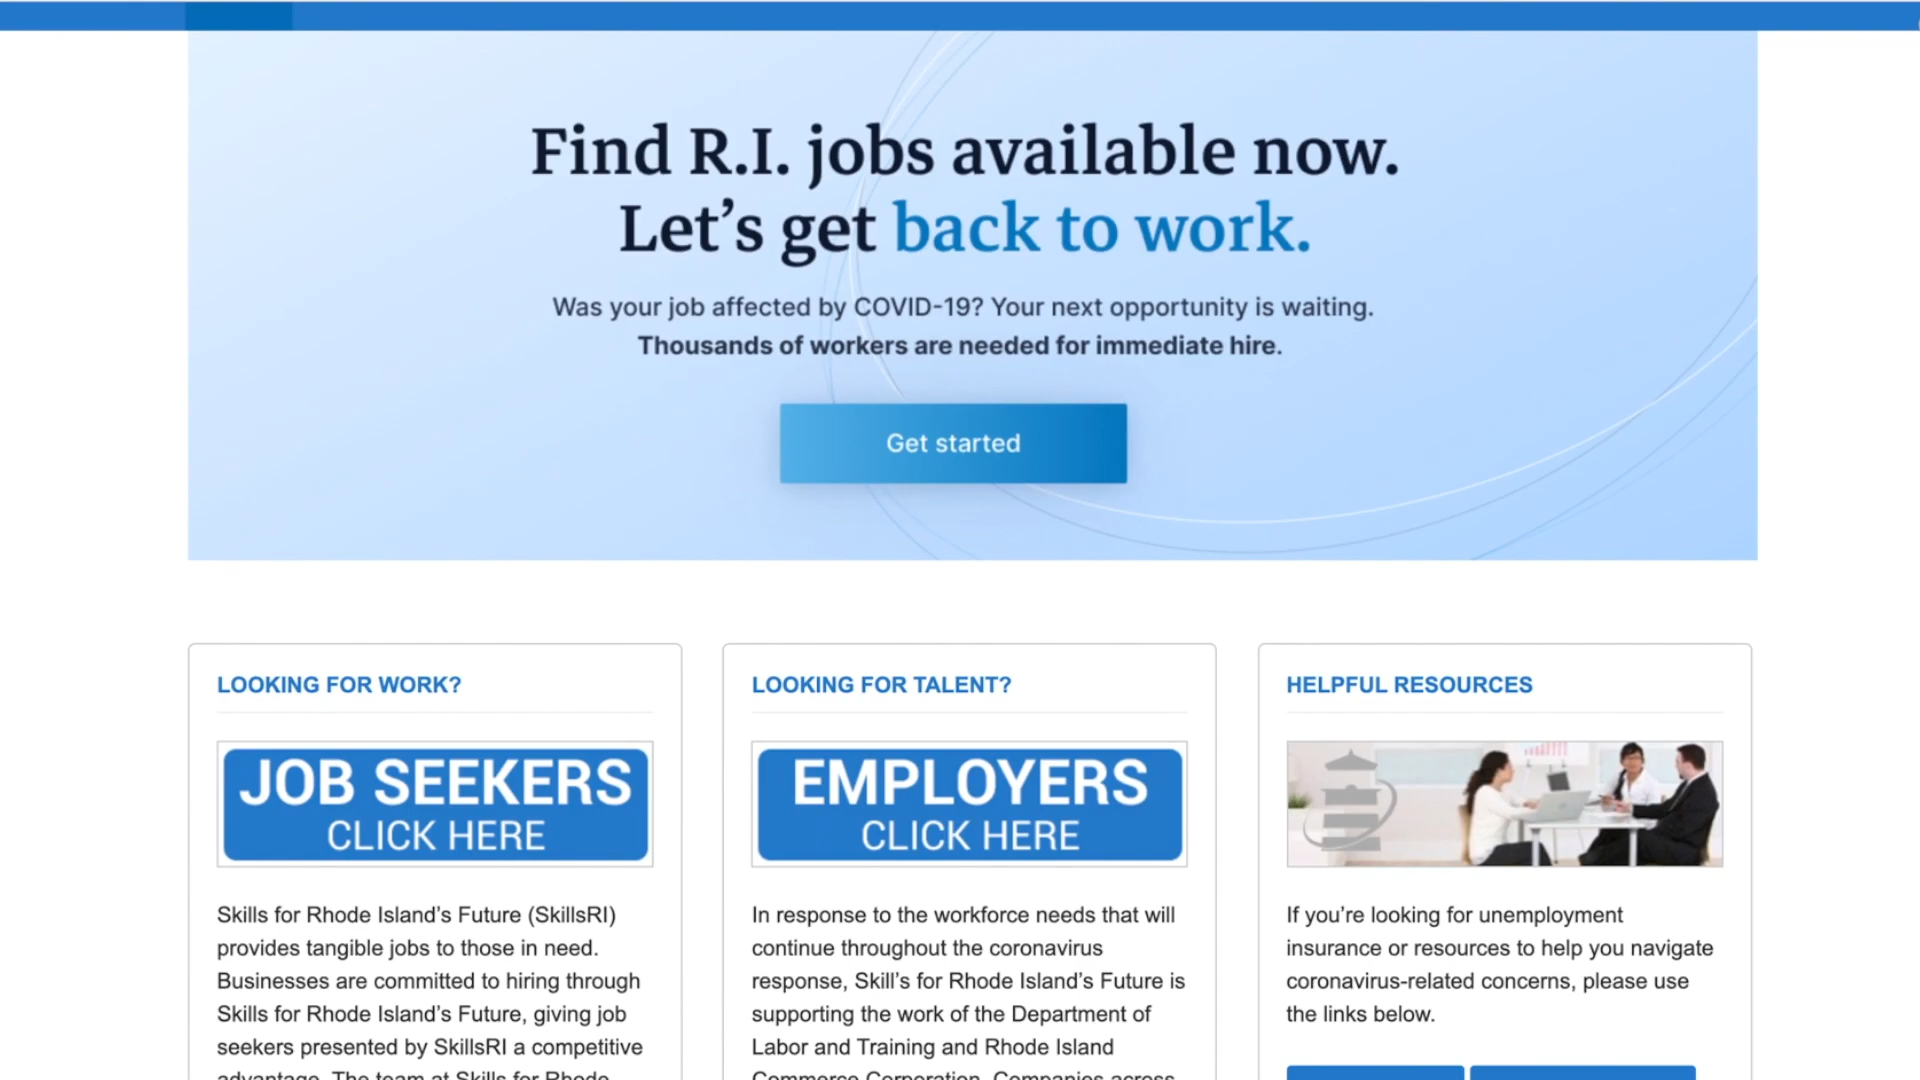 Find R.I. jobs available now.
Let’s get back to work.
Was your job affected by COVID-19? Your next opportunity is waiting.
Thousands of workers are needed for immediate hire.
Get started
LOOKING FOR WORK?
JOB SEEKERS
CLICK HERE
Skills for Rhode Island’s Future (SkillsRI)
provides tangible jobs to those in need.
Businesses are committed to hiring through
Skills for Rhode Island’s Future, giving job
seekers presented by SkillsRI a competitive
advantage. The team at Skills for Rhode
LOOKING FOR TALENT?
EMPLOYERS
CLICK HERE
In response to the workforce needs that will
continue throughout the coronavirus
response, Skill’s for Rhode Island’s Future is
supporting the work of the Department of
Labor and Training and Rhode Island
Commerce Corporation. Companies across
HELPFUL RESOURCES
If you’re looking for unemployment
insurance or resources to help you navigate
coronavirus-related concerns, please use
the links below.